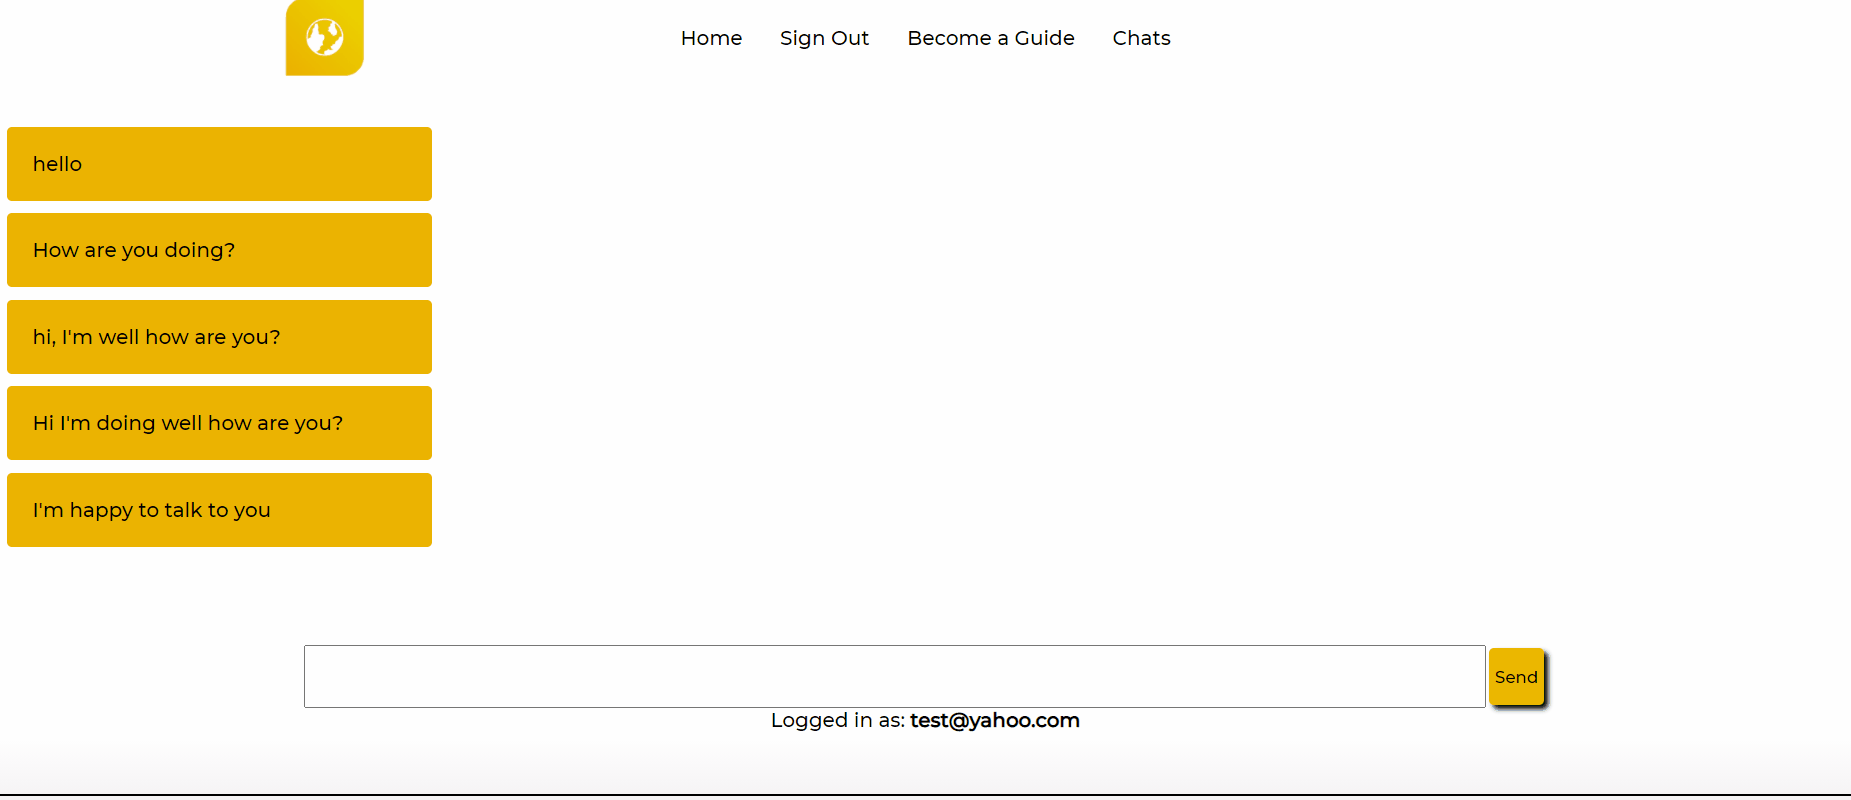 Home Sign Out Become a Guide Chats
hello
How are you doing?
hi, I'm well how are you?
Hi I'm doing well how are you?
I'm happy to talk to you
Send
Logged in as: test@yahoo.com